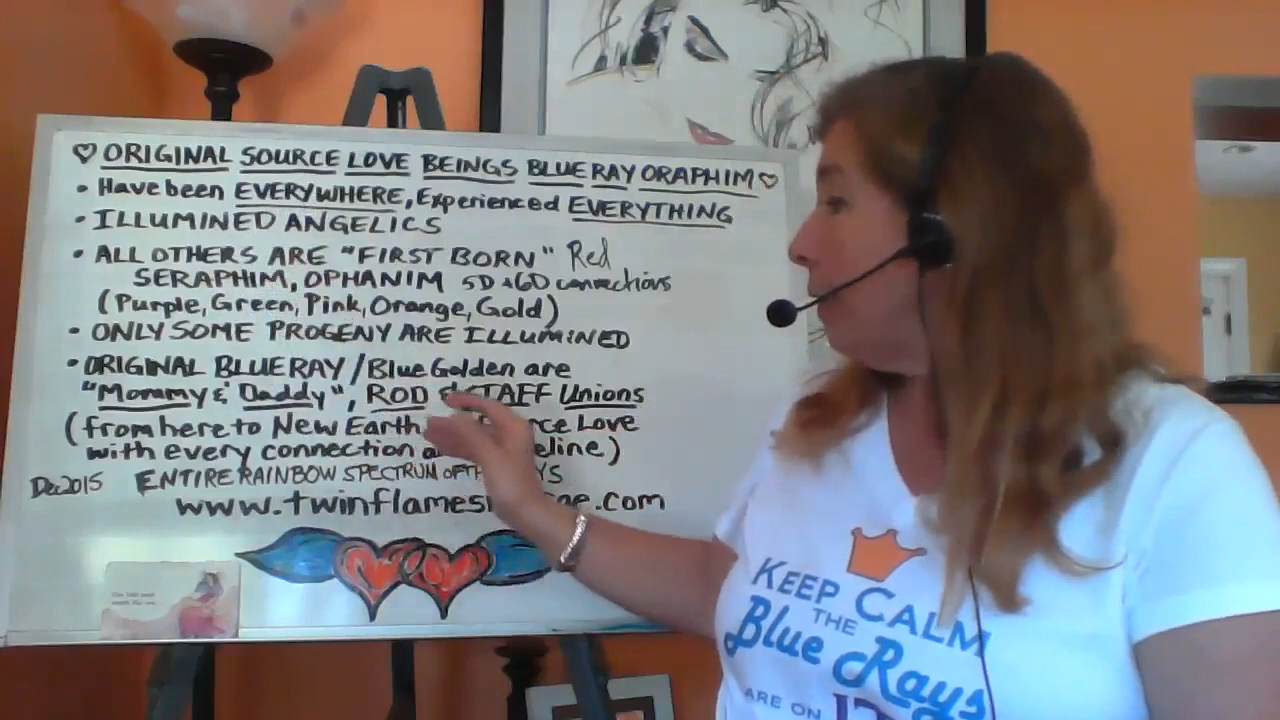 ♡ ORIGINAL SOURCE LOVE BEINGS BLUE RAY ORAPHIM ♡
• Have been EVERYWHERE, Experienced EVERYTHING
• ILLUMINED ANGELICS
• ALL OTHERS ARE "FIRST BORN" Red
SERAPHIM, OPHANIM 5D & 6D connections
(Purple, Green, Pink, Orange, Gold)
• ONLY SOME PROGENY ARE ILLUMINED
• ORIGINAL BLUE RAY / Blue Golden are
"Mommy & Daddy", ROD & STAFF Unions
(from here to New Earth Love
with every connection
Dec 2015 ENTIRE RAINBOW SPECTRUM OF
www.twinflames .com
KEEP CALM
THE
Blue Rays
ARE ON